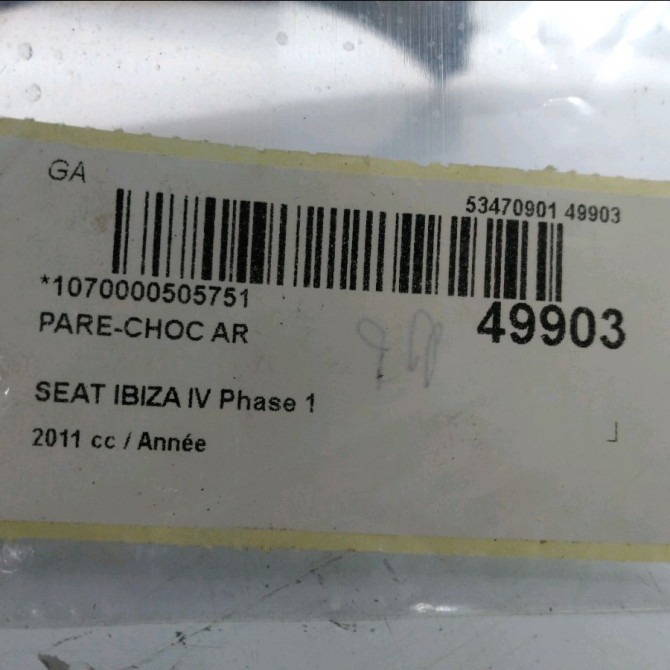 GA
53470901 49903
*1070000505751
49903
PARE-CHOC AR
SEAT IBIZA IV Phase 1
2011 cc / Année